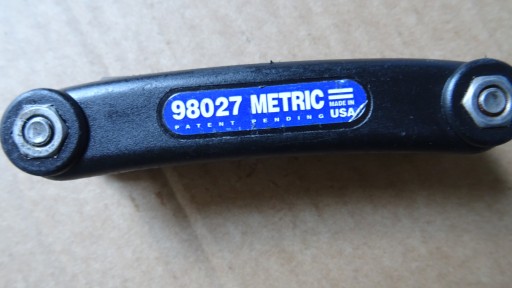 98027 METRIC MADE IN
USA
PATENT PENDING